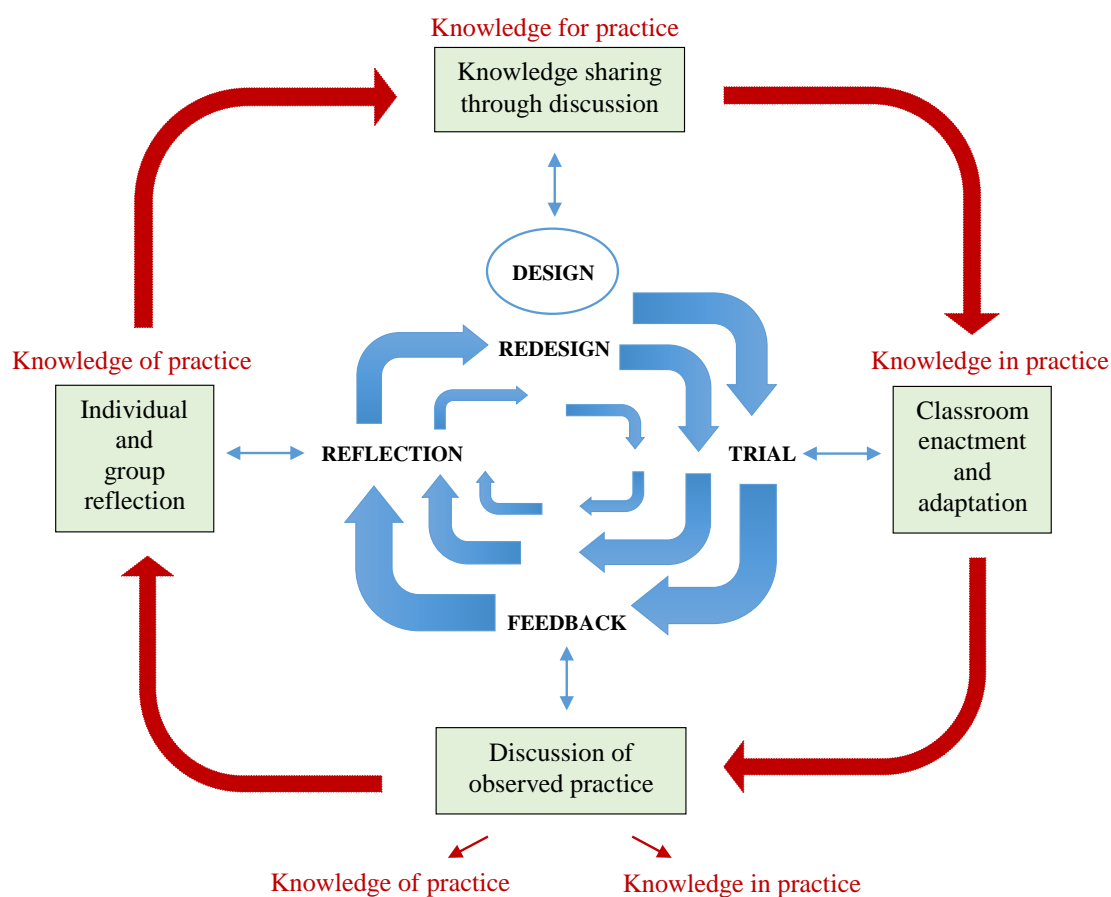 Knowledge for practice
Knowledge sharing
through discussion
DESIGN
REDESIGN
Knowledge of practice
Individual
and
group
reflection
REFLECTION
TRIAL
Knowledge in practice
Classroom
enactment
and
adaptation
FEEDBACK
Discussion of
observed practice
Knowledge of practice
Knowledge in practice